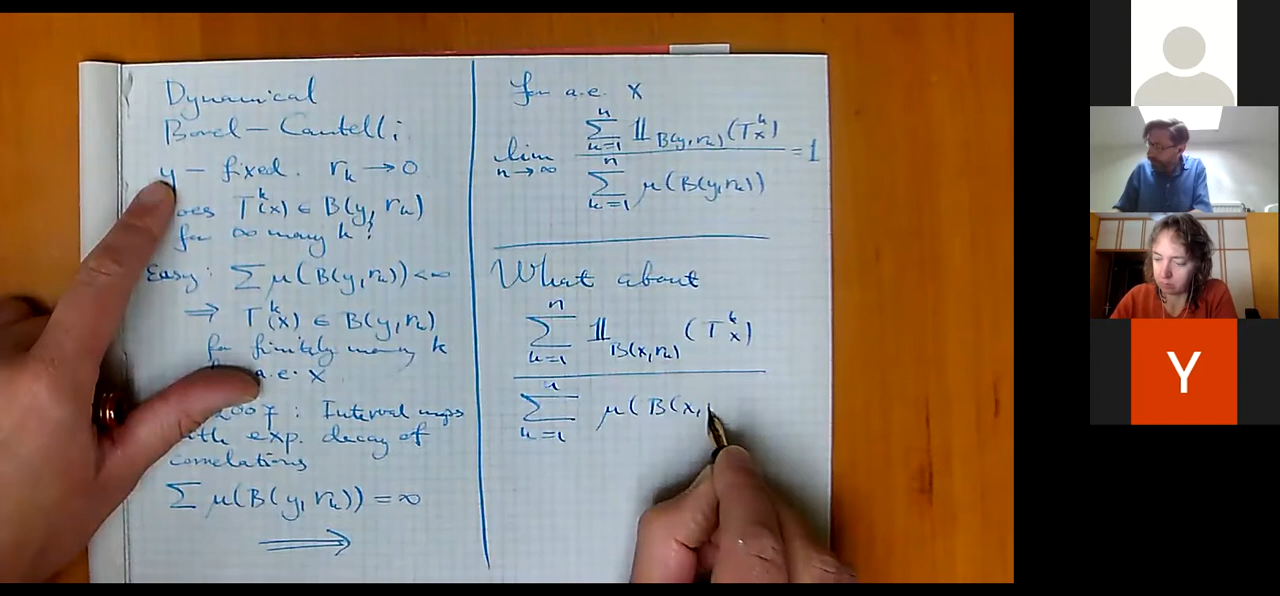 Dynamical
Borel-Cantelli
y - fixed. r_k → 0
oes T^k(x) ∈ B(y, r_k)
for ∞ many k?
Easy: Σ μ(B(y, r_k)) < ∞
⇒ T^k(x) ∈ B(y, r_k)
for finitely many k
a.e. x
2007: Interval maps
with exp. decay of
correlations
Σ μ(B(y, r_k)) = ∞
⟹
for a.e. x
lim_{n→∞} Σ_{k=1}^n 𝟙_{B(y, r_k)}(T^k x) / Σ_{k=1}^n μ(B(y, r_k)) = 1
What about
Σ_{k=1}^n 𝟙_{B(x, r_k)}(T^k x)
Σ_{k=1}^n μ(B(x,
Y